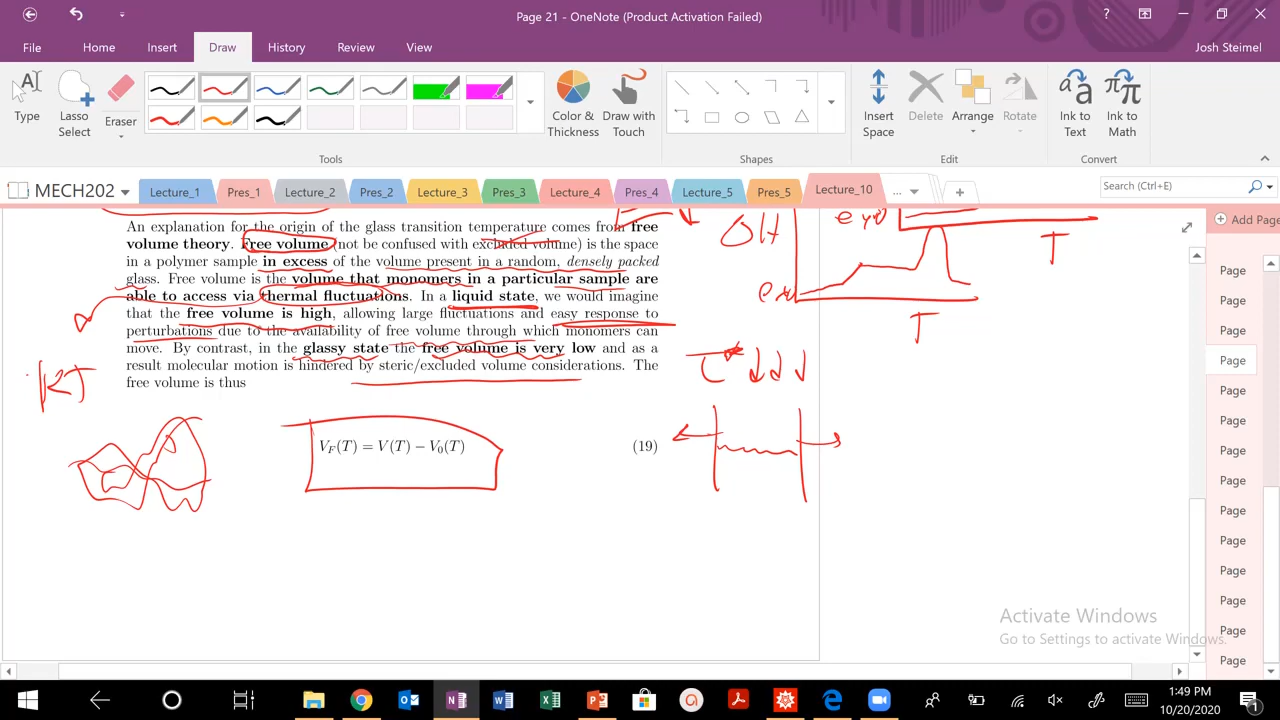 Page 21 - OneNote (Product Activation Failed)
?
File
Home
Insert
Draw
History
Review
View
Josh Steimel
Type
Lasso Select
Eraser
Color & Thickness
Draw with Touch
Insert Space
Delete
Arrange
Rotate
Ink to Text
Ink to Math
Tools
Shapes
Edit
Convert
MECH202
Lecture_1
Pres_1
Lecture_2
Pres_2
Lecture_3
Pres_3
Lecture_4
Pres_4
Lecture_5
Pres_5
Lecture_10
...
Search (Ctrl+E)
Add Page
An explanation for the origin of the glass transition temperature comes from free
volume theory. Free volume (not be confused with excluded volume) is the space
in a polymer sample in excess of the volume present in a random, densely packed
glass. Free volume is the volume that monomers in a particular sample are
able to access via thermal fluctuations. In a liquid state, we would imagine
that the free volume is high, allowing large fluctuations and easy response to
perturbations due to the availability of free volume through which monomers can
move. By contrast, in the glassy state the free volume is very low and as a
result molecular motion is hindered by steric/excluded volume considerations. The
free volume is thus
V_F(T) = V(T) − V_0(T) (19)
kT
ΔH
exo
T
T
τ* ↓↓↓
Page
Page
Page
Page
Page
Page
Page
Page
Page
Page
Page
Page
Page
Page
Activate Windows
Go to Settings to activate Windows.
1:49 PM
10/20/2020